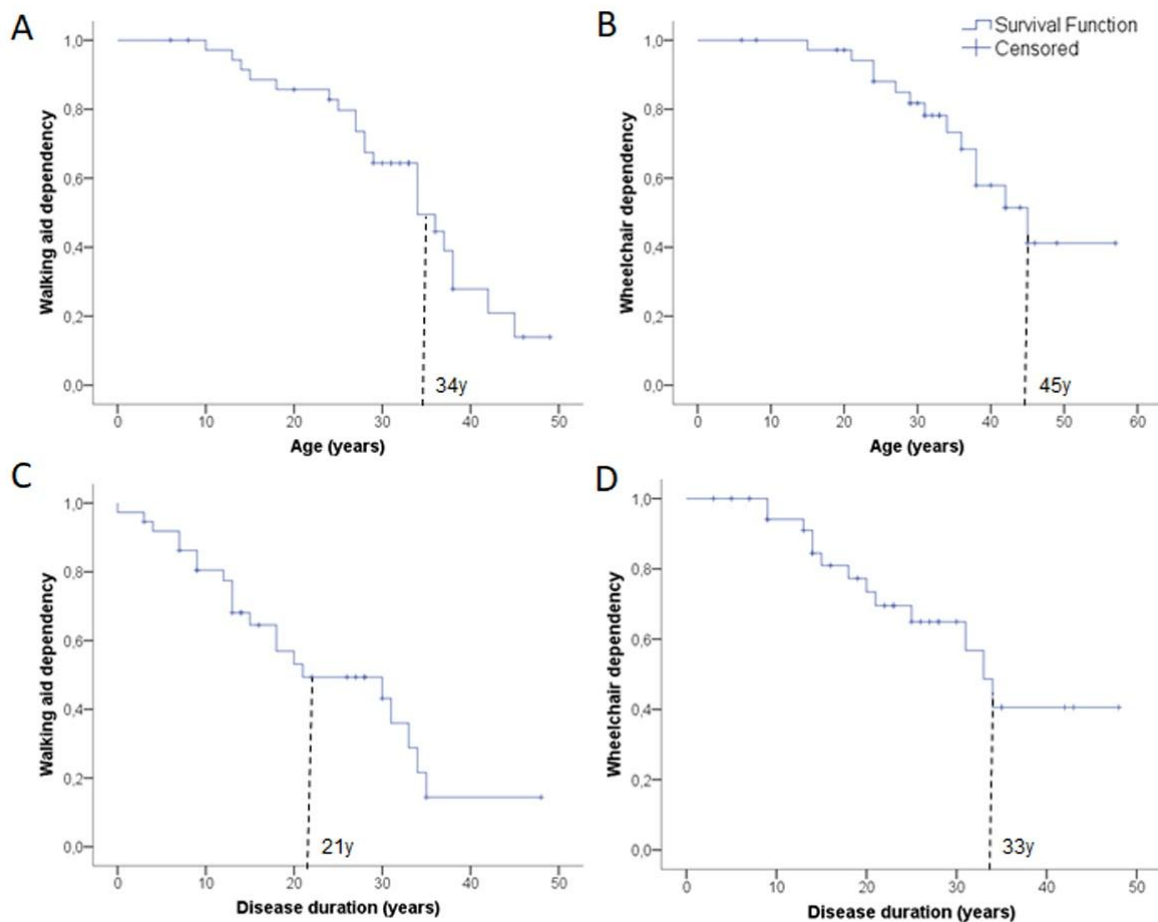 A
Walking aid dependency
1,0
0,8
0,6
0,4
0,2
0,0
34y
0 10 20 30 40 50
Age (years)
B
Survival Function
Censored
Wheelchair dependency
1,0
0,8
0,6
0,4
0,2
0,0
45y
0 10 20 30 40 50 60
Age (years)
C
Walking aid dependency
1,0
0,8
0,6
0,4
0,2
0,0
21y
0 10 20 30 40 50
Disease duration (years)
D
Wheelchair dependency
1,0
0,8
0,6
0,4
0,2
0,0
33y
0 10 20 30 40 50
Disease duration (years)